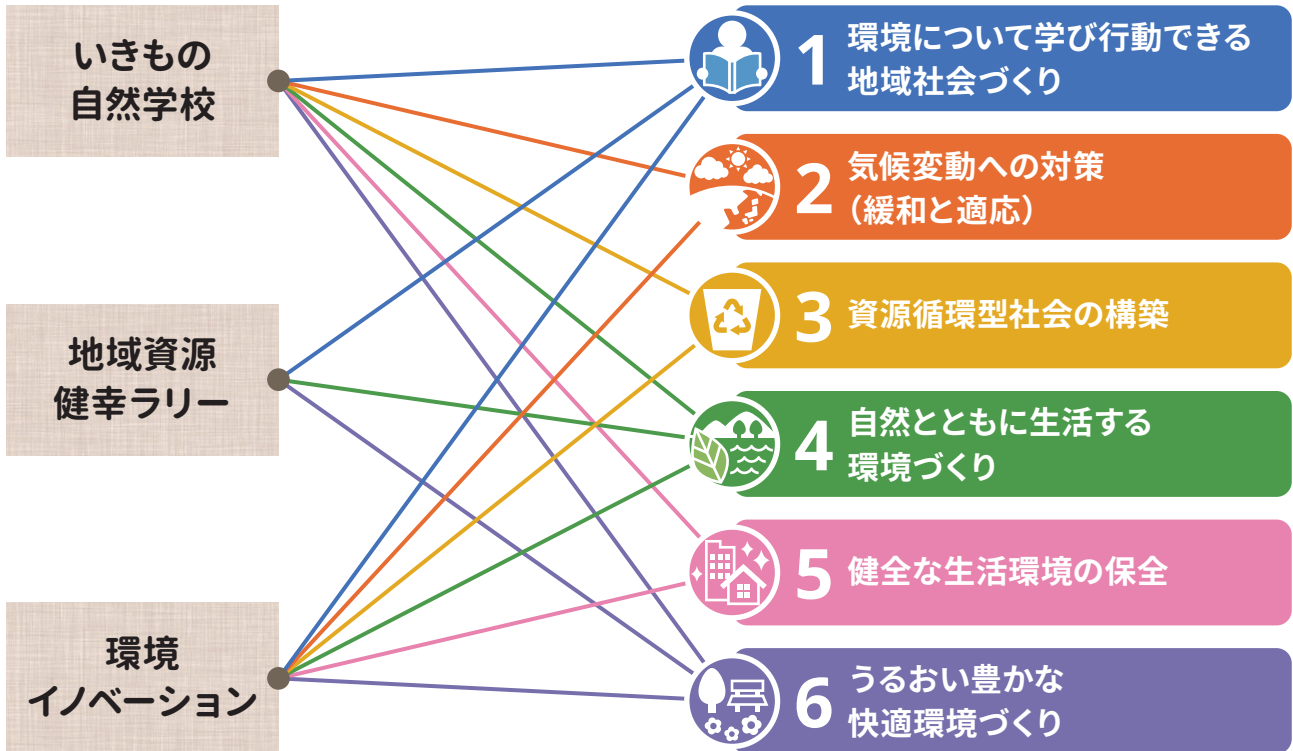 いきもの
自然学校
地域資源
健幸ラリー
環境
イノベーション
1 環境について学び行動できる
地域社会づくり
2 気候変動への対策
（緩和と適応）
3 資源循環型社会の構築
4 自然とともに生活する
環境づくり
5 健全な生活環境の保全
6 うるおい豊かな
快適環境づくり